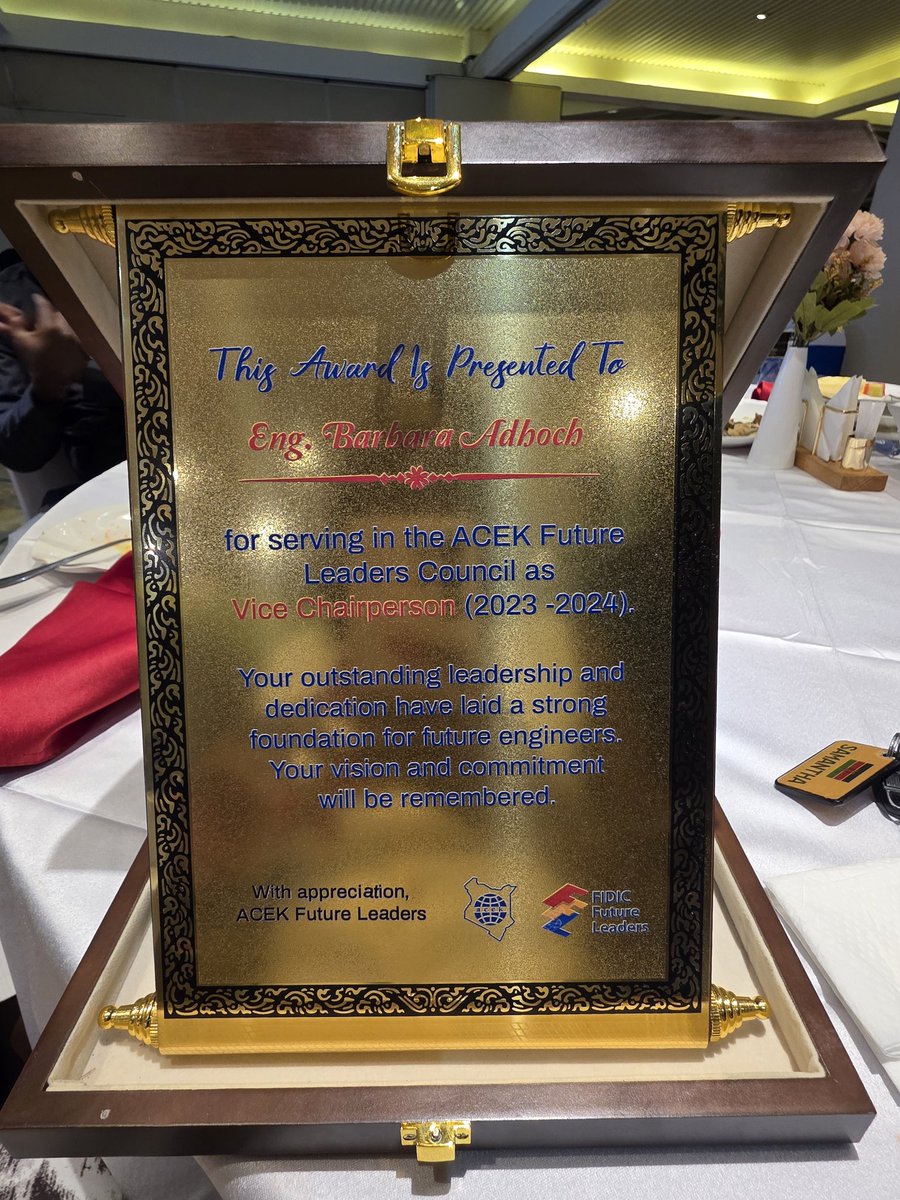 This Award Is Presented To
Eng. Barbara Adhoch
for serving in the ACEK Future
Leaders Council as
Vice Chairperson (2023 -2024).
Your outstanding leadership and
dedication have laid a strong
foundation for future engineers.
Your vision and commitment
will be remembered.
With appreciation,
ACEK Future Leaders
ACEK
FIDIC
Future
Leaders
SAMANTHA